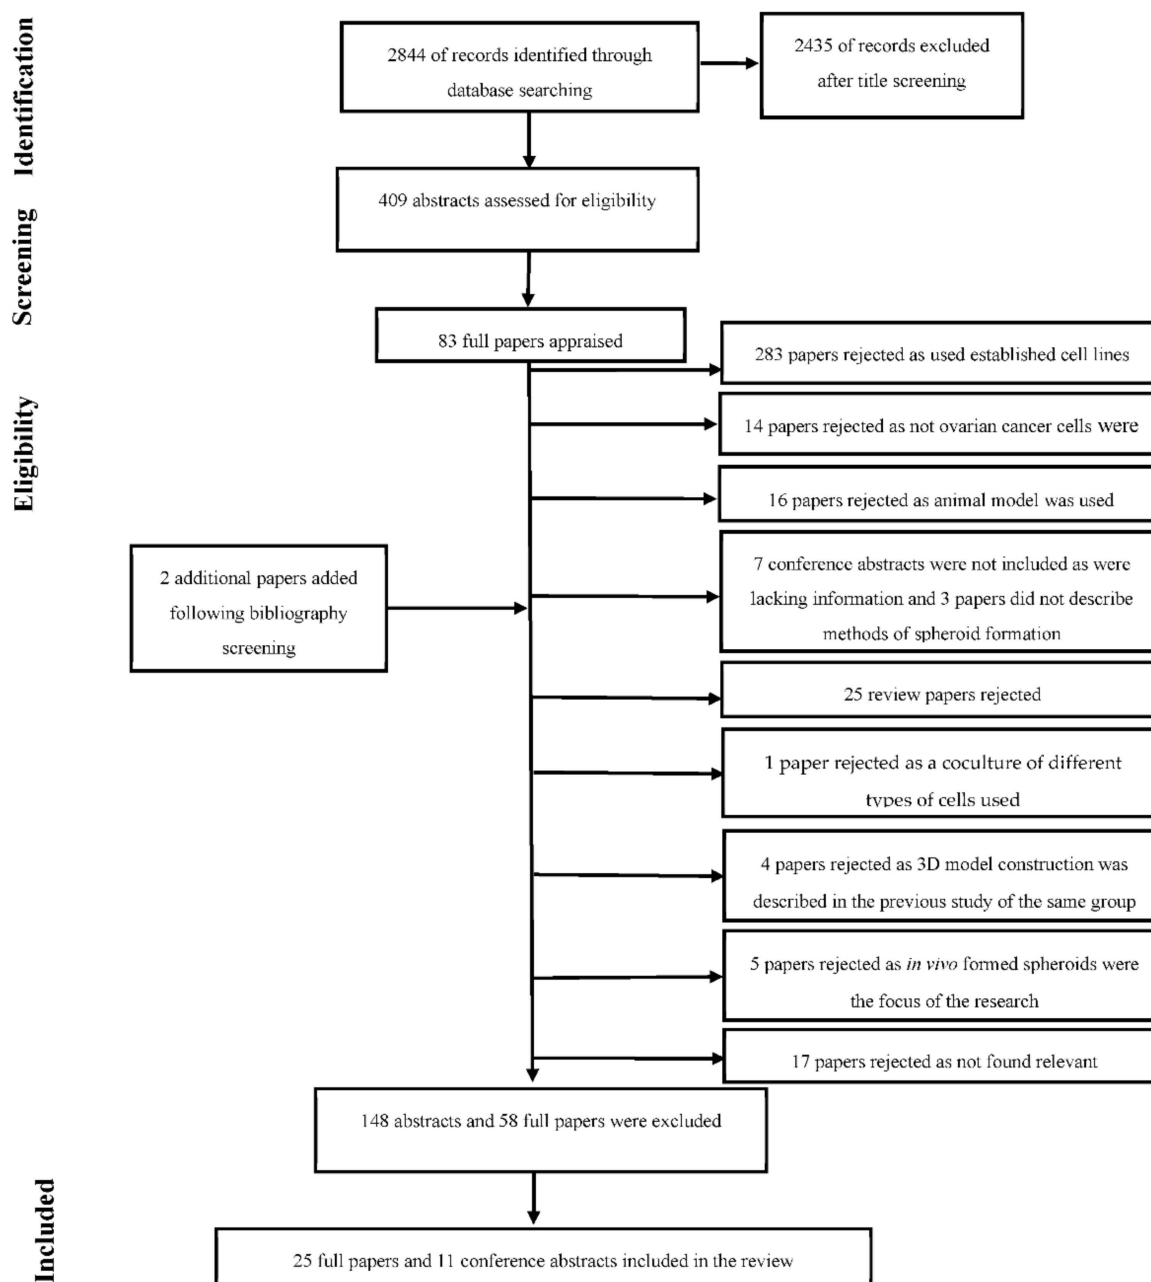 Identification
2844 of records identified through
database searching
2435 of records excluded
after title screening
Screening
409 abstracts assessed for eligibility
83 full papers appraised
Eligibility
283 papers rejected as used established cell lines
14 papers rejected as not ovarian cancer cells were
16 papers rejected as animal model was used
2 additional papers added
following bibliography
screening
7 conference abstracts were not included as were
lacking information and 3 papers did not describe
methods of spheroid formation
25 review papers rejected
1 paper rejected as a coculture of different
types of cells used
4 papers rejected as 3D model construction was
described in the previous study of the same group
5 papers rejected as in vivo formed spheroids were
the focus of the research
17 papers rejected as not found relevant
148 abstracts and 58 full papers were excluded
Included
25 full papers and 11 conference abstracts included in the review